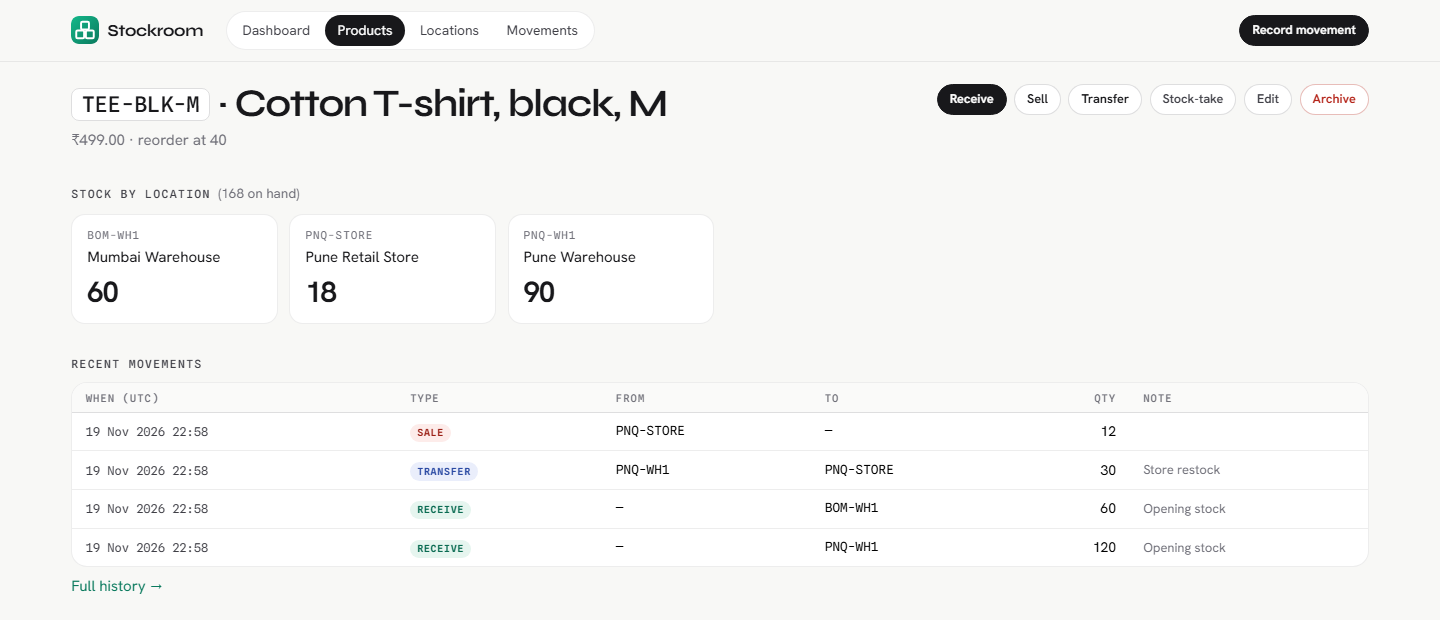 Stockroom Dashboard Products Locations Movements Record movement
TEE-BLK-M · Cotton T-shirt, black, M Receive Sell Transfer Stock-take Edit Archive
₹499.00 · reorder at 40
STOCK BY LOCATION (168 on hand)
BOM-WH1 PNQ-STORE PNQ-WH1
Mumbai Warehouse Pune Retail Store Pune Warehouse
60 18 90
RECENT MOVEMENTS
WHEN (UTC) TYPE FROM TO QTY NOTE
19 Nov 2026 22:58 SALE PNQ-STORE — 12
19 Nov 2026 22:58 TRANSFER PNQ-WH1 PNQ-STORE 30 Store restock
19 Nov 2026 22:58 RECEIVE — BOM-WH1 60 Opening stock
19 Nov 2026 22:58 RECEIVE — PNQ-WH1 120 Opening stock
Full history →